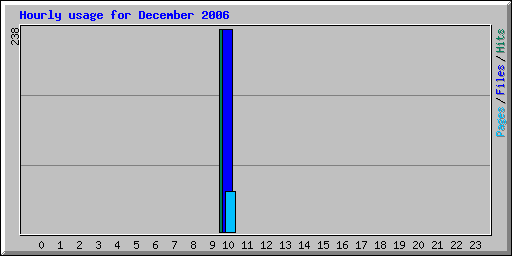 Hourly usage for December 2006
238
Pages/Files/Hits
0 1 2 3 4 5 6 7 8 9 10 11 12 13 14 15 16 17 18 19 20 21 22 23